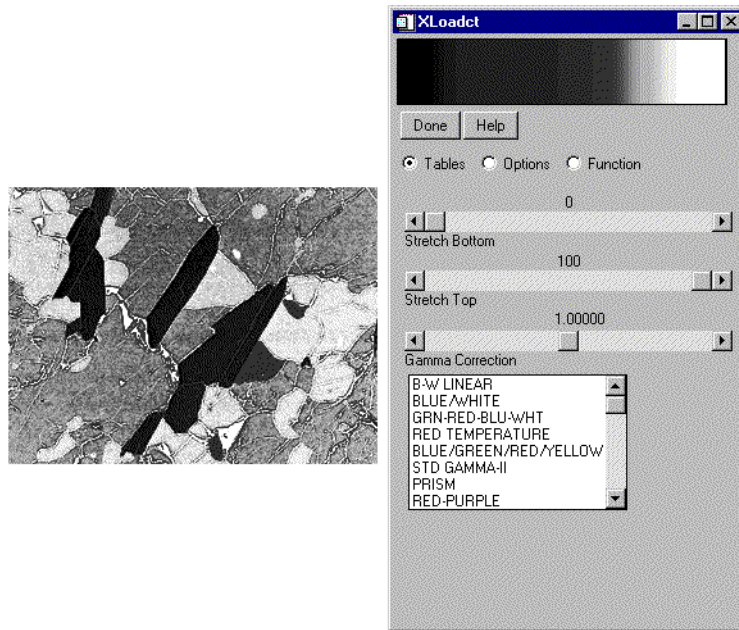 XLoadct
Done Help
Tables Options Function
0
Stretch Bottom
100
Stretch Top
1.00000
Gamma Correction
B-W LINEAR
BLUE/WHITE
GRN-RED-BLU-WHT
RED TEMPERATURE
BLUE/GREEN/RED/YELLOW
STD GAMMA-II
PRISM
RED-PURPLE